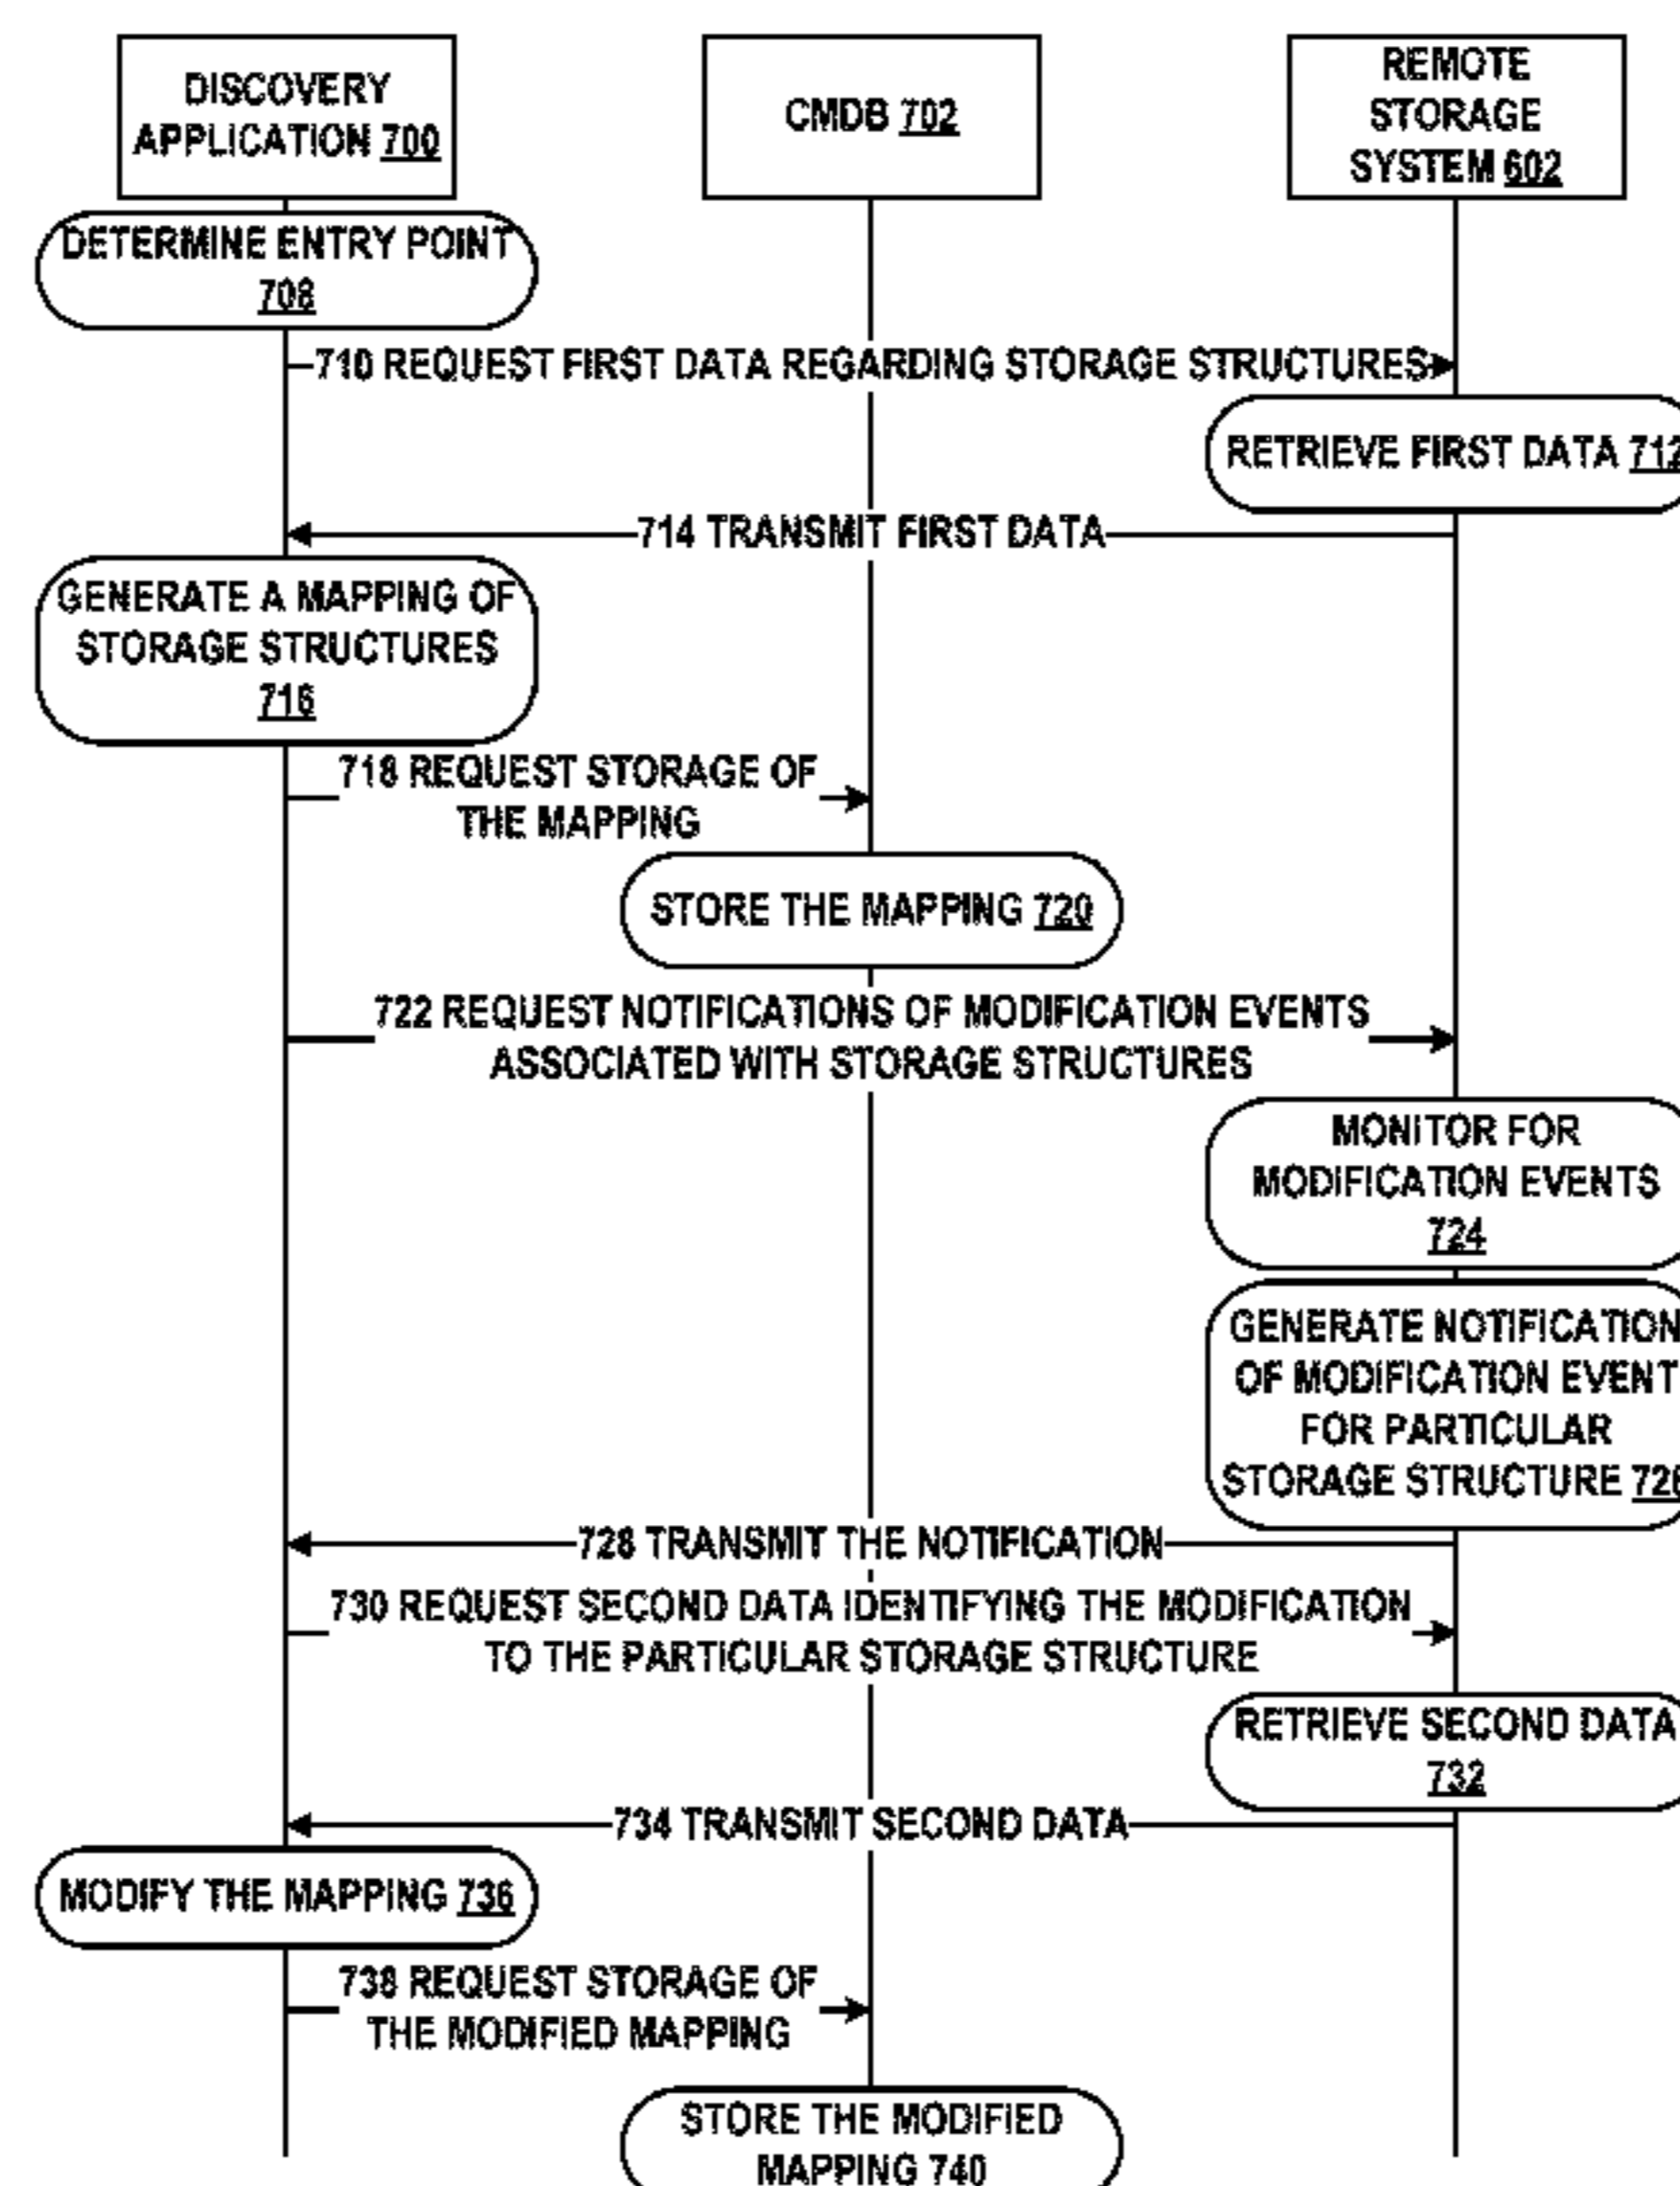 DISCOVERY
APPLICATION 700
CMDB 702
REMOTE
STORAGE
SYSTEM 602
DETERMINE ENTRY POINT
708
710 REQUEST FIRST DATA REGARDING STORAGE STRUCTURES
RETRIEVE FIRST DATA 712
714 TRANSMIT FIRST DATA
GENERATE A MAPPING OF
STORAGE STRUCTURES
716
718 REQUEST STORAGE OF
THE MAPPING
STORE THE MAPPING 720
722 REQUEST NOTIFICATIONS OF MODIFICATION EVENTS
ASSOCIATED WITH STORAGE STRUCTURES
MONITOR FOR
MODIFICATION EVENTS
724
GENERATE NOTIFICATION
OF MODIFICATION EVENT
FOR PARTICULAR
STORAGE STRUCTURE 726
728 TRANSMIT THE NOTIFICATION
730 REQUEST SECOND DATA IDENTIFYING THE MODIFICATION
TO THE PARTICULAR STORAGE STRUCTURE
RETRIEVE SECOND DATA
732
734 TRANSMIT SECOND DATA
MODIFY THE MAPPING 736
738 REQUEST STORAGE OF
THE MODIFIED MAPPING
STORE THE MODIFIED
MAPPING 740